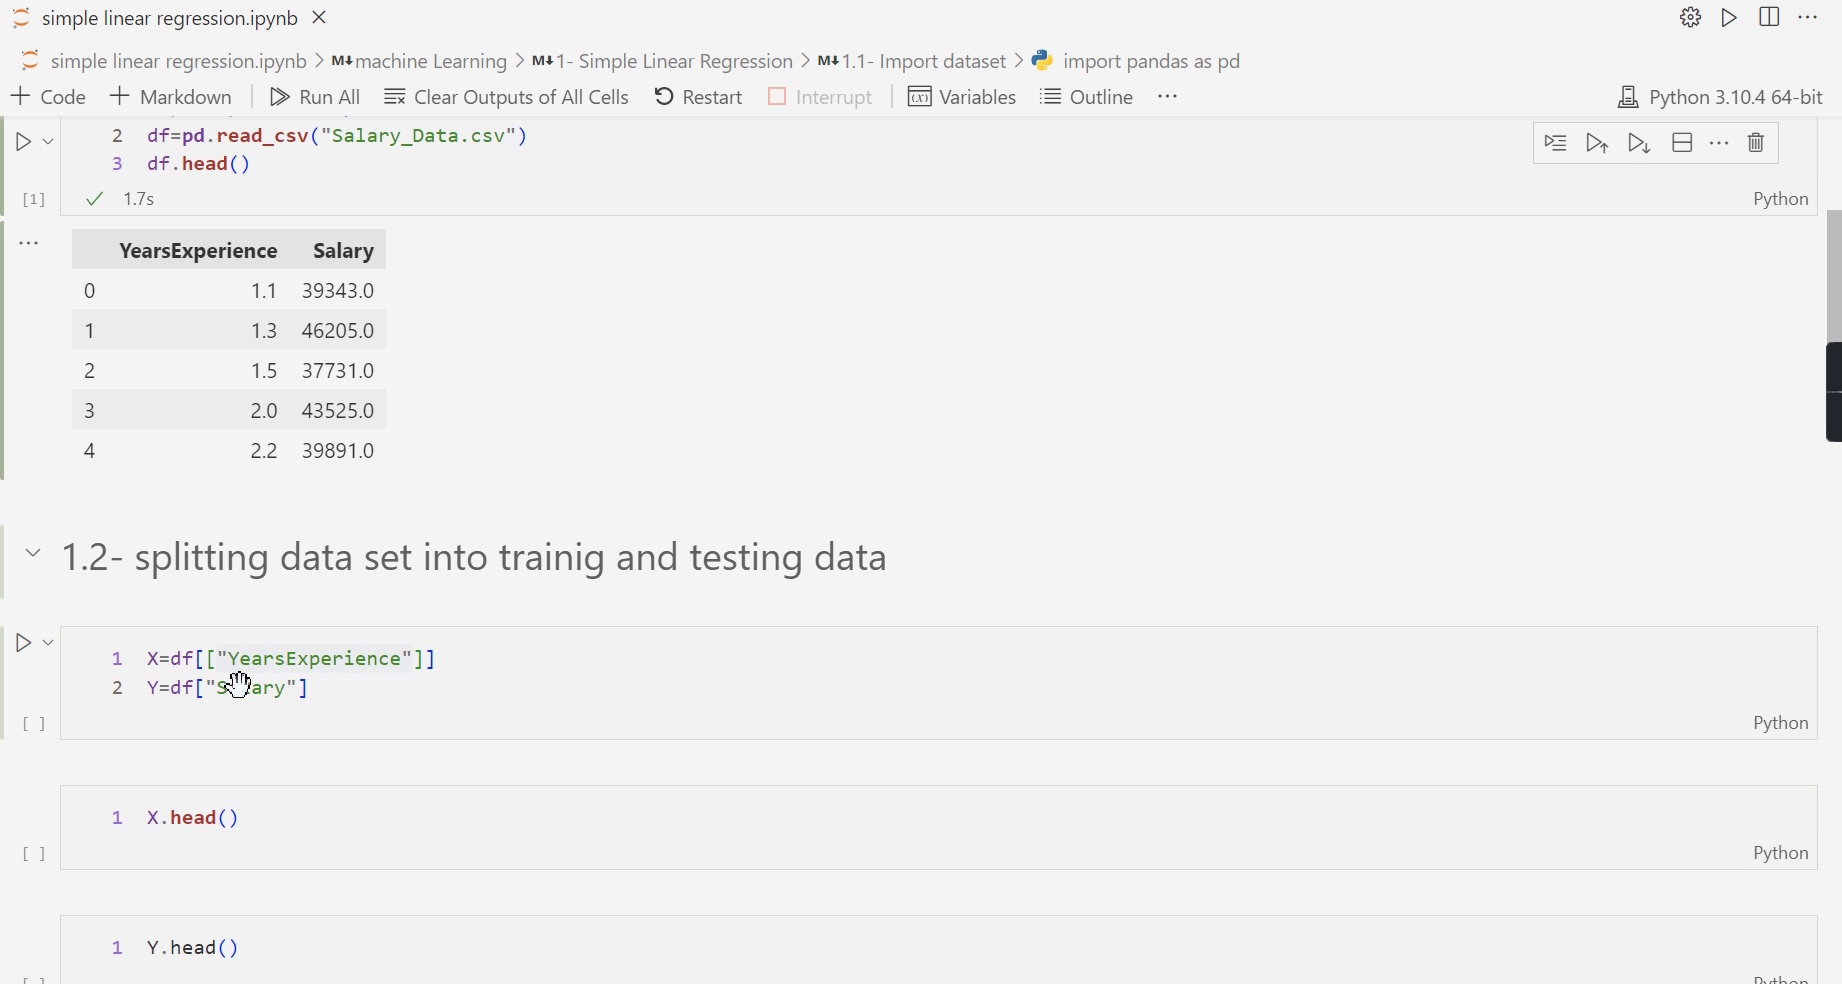 simple linear regression.ipynb
simple linear regression.ipynb > M↓ machine Learning > M↓ 1- Simple Linear Regression > M↓ 1.1- Import dataset > import pandas as pd
+ Code + Markdown Run All Clear Outputs of All Cells Restart Interrupt Variables Outline ... Python 3.10.4 64-bit
2 df=pd.read_csv("Salary_Data.csv")
3 df.head()
[1] 1.7s Python
YearsExperience Salary
0 1.1 39343.0
1 1.3 46205.0
2 1.5 37731.0
3 2.0 43525.0
4 2.2 39891.0
1.2- splitting data set into trainig and testing data
1 X=df[["YearsExperience"]]
2 Y=df["Salary"]
[ ] Python
1 X.head()
[ ] Python
1 Y.head()
[ ] Python